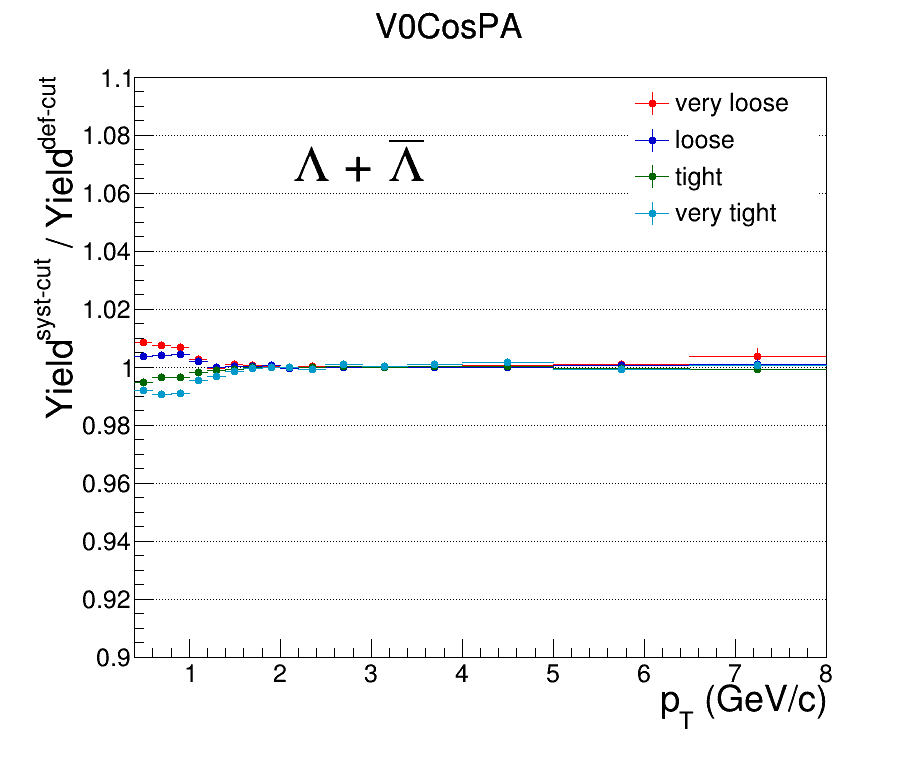 V0CosPA
Yield^syst-cut / Yield^def-cut
1.1
1.08
1.06
1.04
1.02
1
0.98
0.96
0.94
0.92
0.9
Λ + Λ̅
very loose
loose
tight
very tight
1 2 3 4 5 6 7 8
p_T (GeV/c)